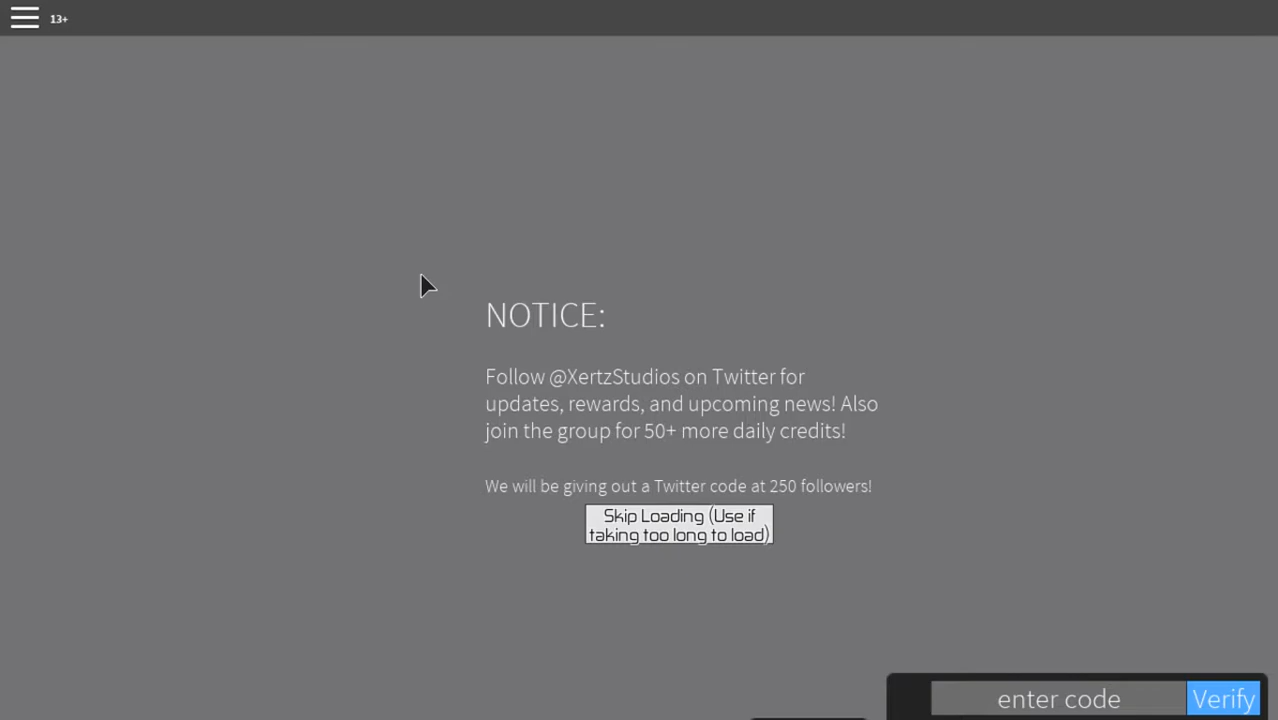 13+
NOTICE:
Follow @XertzStudios on Twitter for
updates, rewards, and upcoming news! Also
join the group for 50+ more daily credits!
We will be giving out a Twitter code at 250 followers!
Skip Loading (Use if
taking too long to load)
enter code
Verify